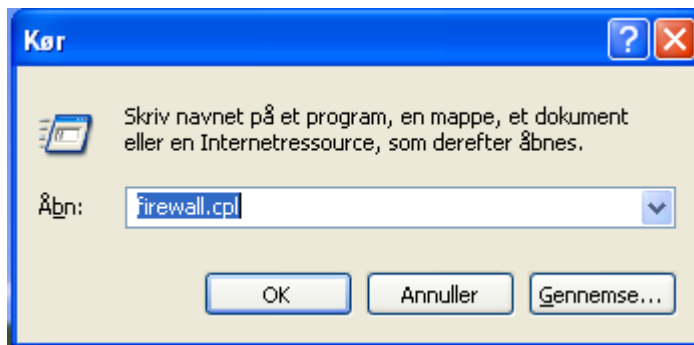 Kør
Skriv navnet på et program, en mappe, et dokument
eller en Internetressource, som derefter åbnes.
Åbn: firewall.cpl
OK Annuller Gennemse...